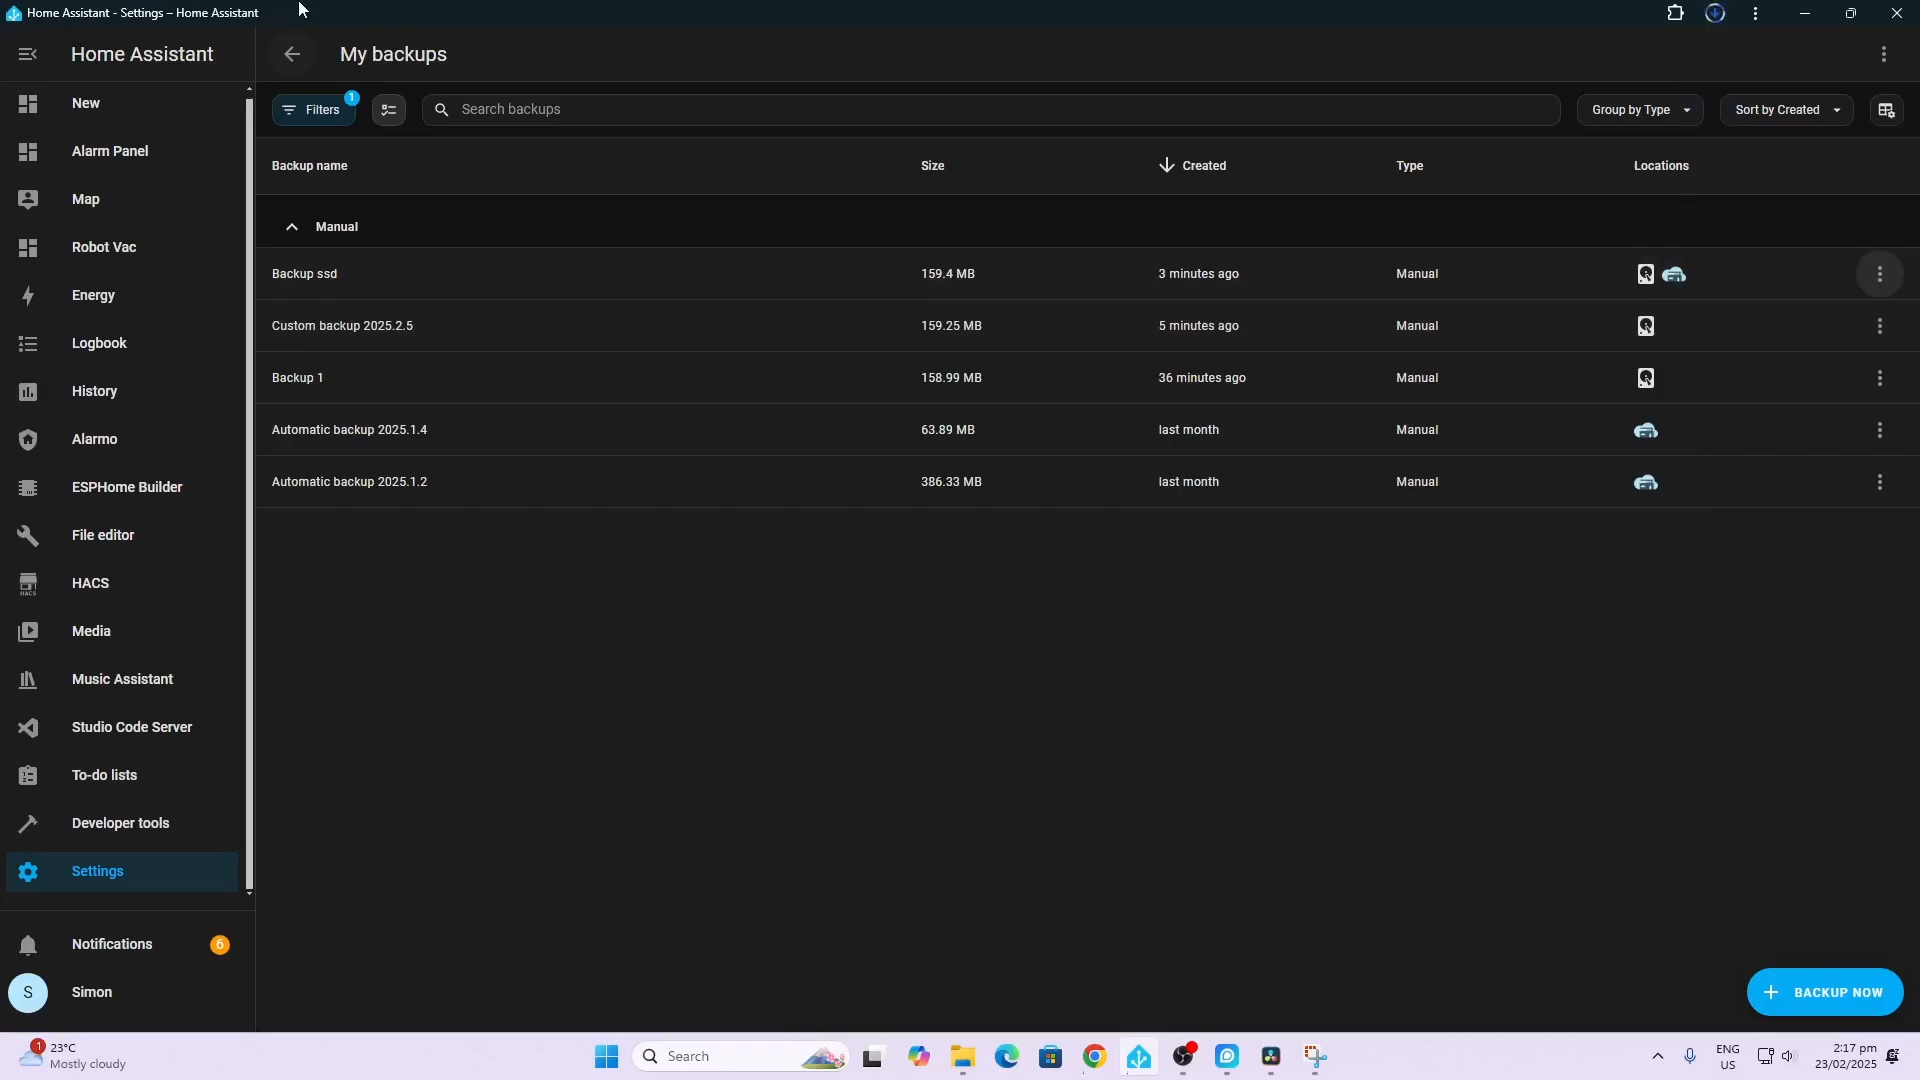 Home Assistant - Settings – Home Assistant
Home Assistant
My backups
New
Alarm Panel
Map
Robot Vac
Energy
Logbook
History
Alarmo
ESPHome Builder
File editor
HACS
HACS
Media
Music Assistant
Studio Code Server
To-do lists
Developer tools
Settings
Notifications
6
S
Simon
Filters
1
Search backups
Group by Type
Sort by Created
Backup name
Size
Created
Type
Locations
Manual
Backup ssd 159.4 MB 3 minutes ago Manual
Custom backup 2025.2.5 159.25 MB 5 minutes ago Manual
Backup 1 158.99 MB 36 minutes ago Manual
Automatic backup 2025.1.4 63.89 MB last month Manual
Automatic backup 2025.1.2 386.33 MB last month Manual
BACKUP NOW
1
23°C
Mostly cloudy
Search
ENG
US
2:17 pm
23/02/2025